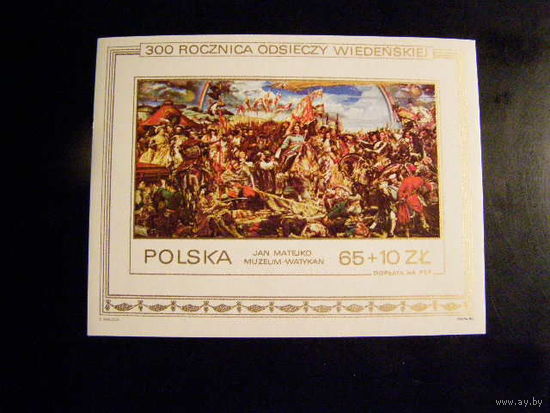 300 ROCZNICA ODSIECZY WIEDEŃSKIEJ
POLSKA
JAN MATEJKO
MUZEUM-WATYKAN
65+10 ZŁ
DOPŁATA NA PZF
www.ay.by